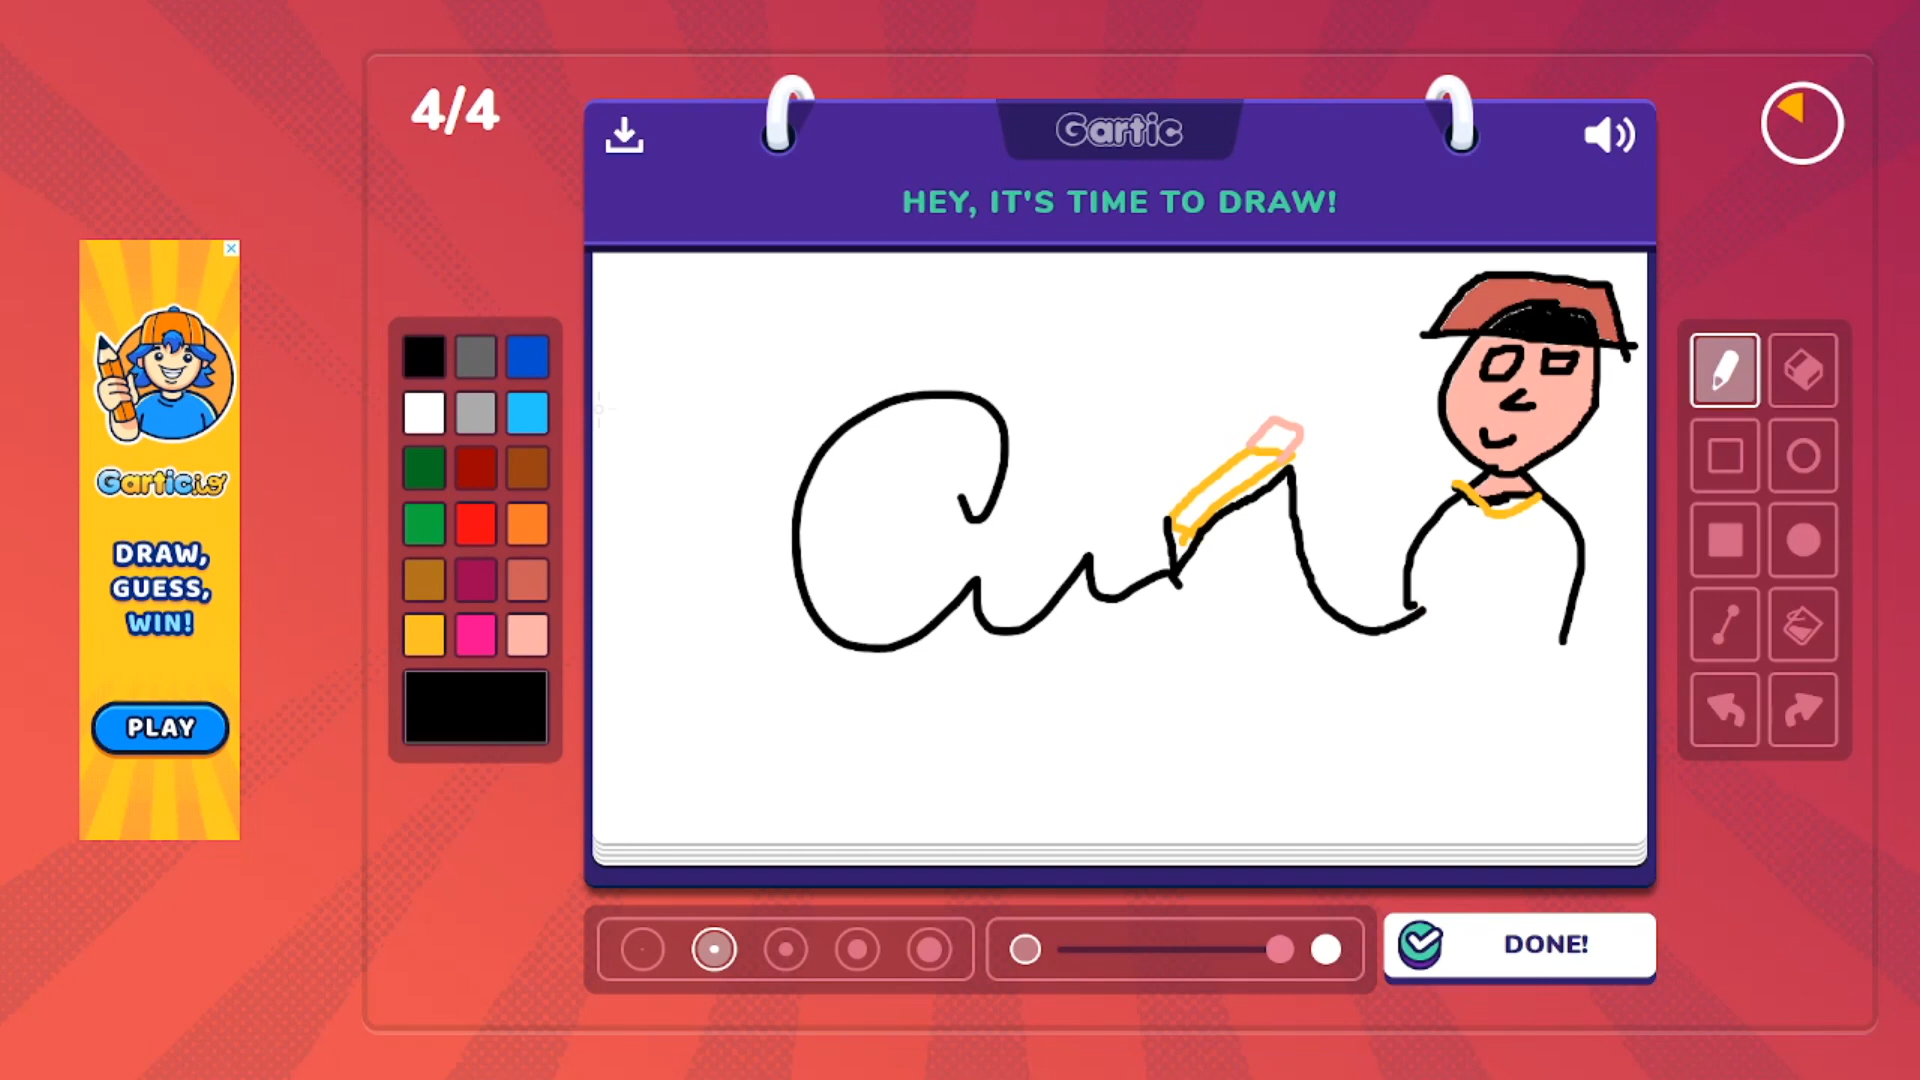 4/4
Gartic
HEY, IT'S TIME TO DRAW!
Gartic.io
DRAW,
GUESS,
WIN!
PLAY
DONE!